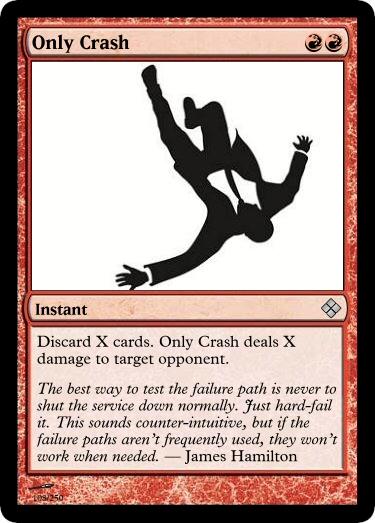 Only Crash
Instant
Discard X cards. Only Crash deals X
damage to target opponent.
The best way to test the failure path is never to
shut the service down normally. Just hard-fail
it. This sounds counter-intuitive, but if the
failure paths aren't frequently used, they won't
work when needed. — James Hamilton
108/250